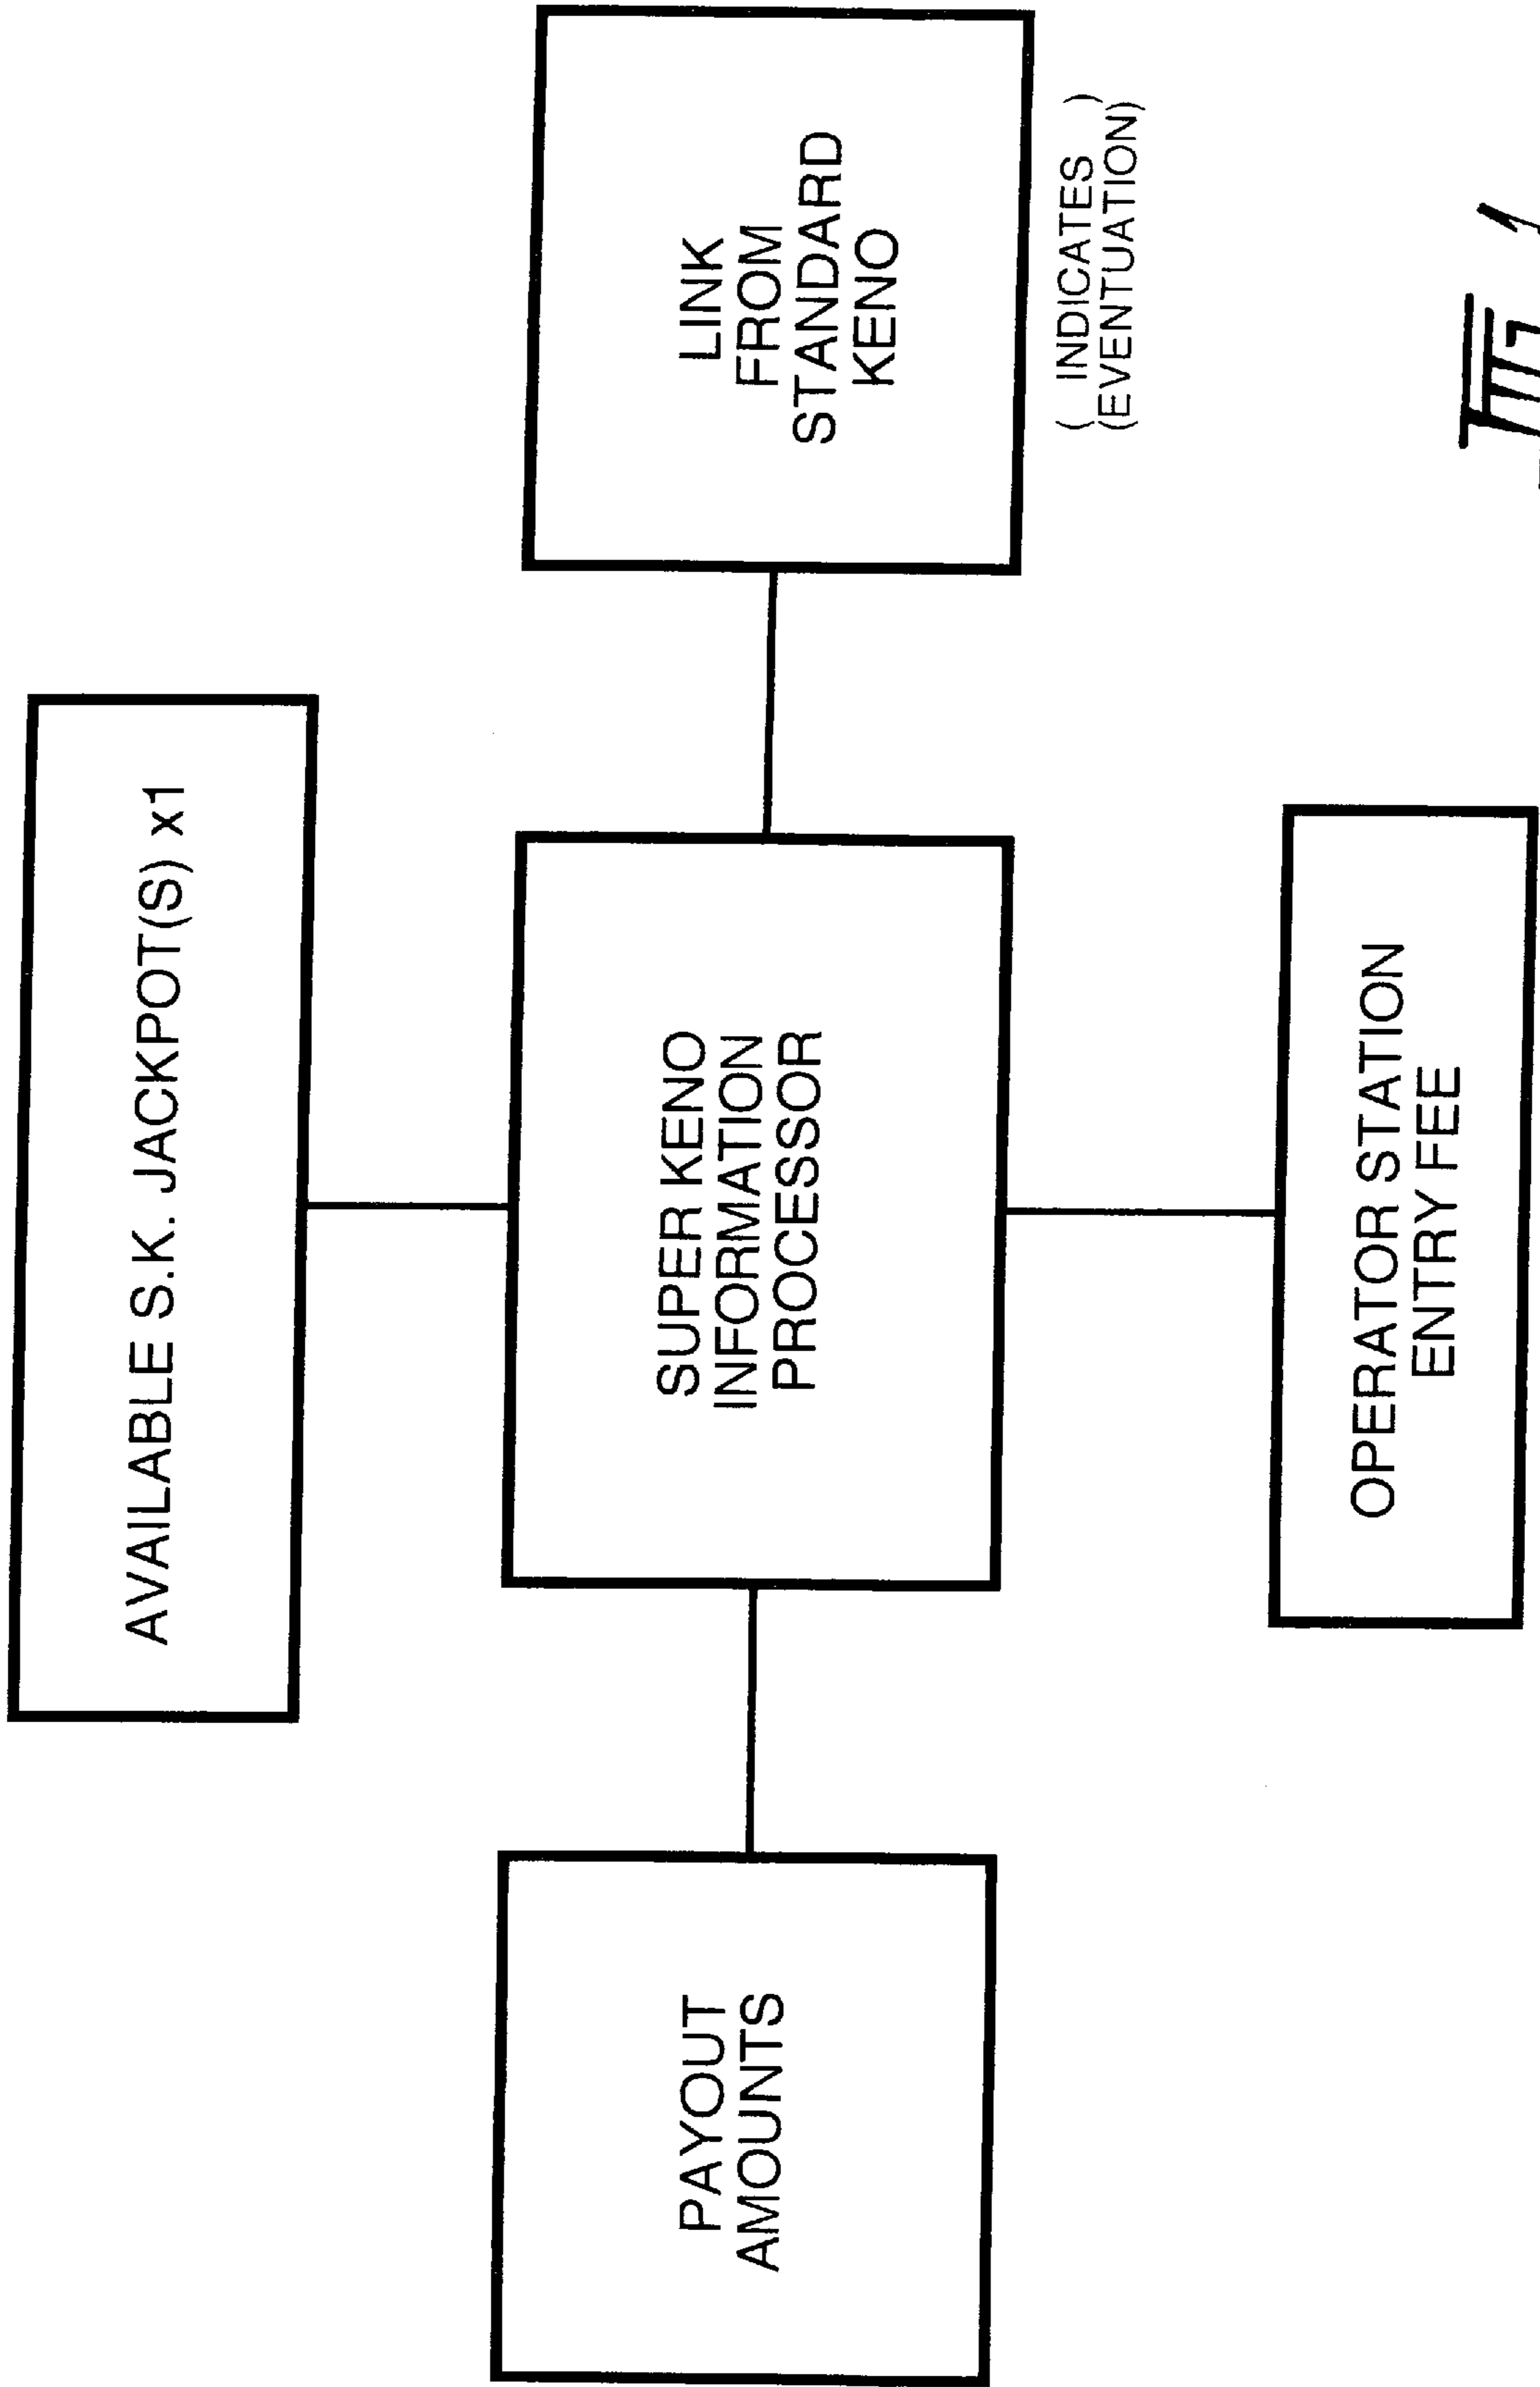 AVAILABLE S.K. JACKPOT(S) x1
PAYOUT
AMOUNTS
SUPER KENO
INFORMATION
PROCESSOR
LINK
FROM
STANDARD
KENO
( INDICATES )
(EVENTUATION)
OPERATOR STATION
ENTRY FEE